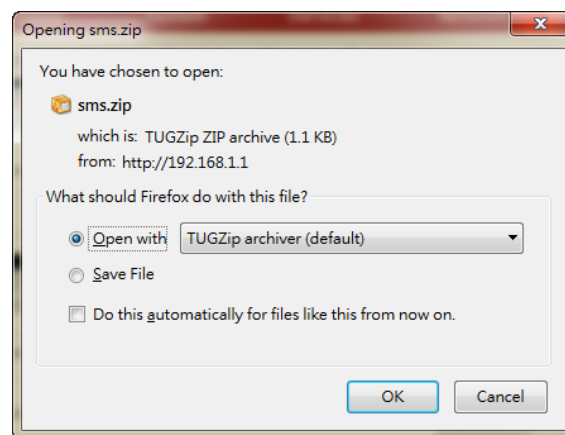 Opening sms.zip
You have chosen to open:
sms.zip
which is: TUGZip ZIP archive (1.1 KB)
from: http://192.168.1.1
What should Firefox do with this file?
Open with TUGZip archiver (default)
Save File
Do this automatically for files like this from now on.
OK Cancel